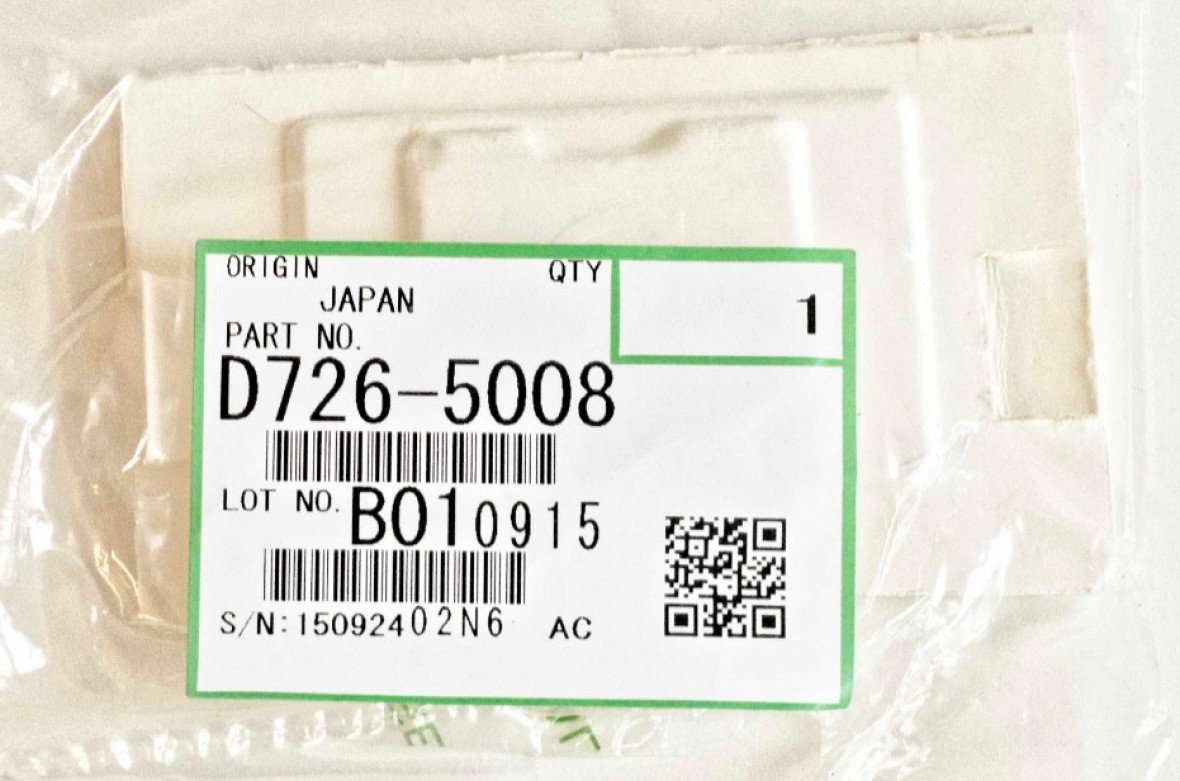 ORIGIN QTY
JAPAN 1
PART NO.
D726-5008
LOT NO. B010915
S/N:15092402N6 AC